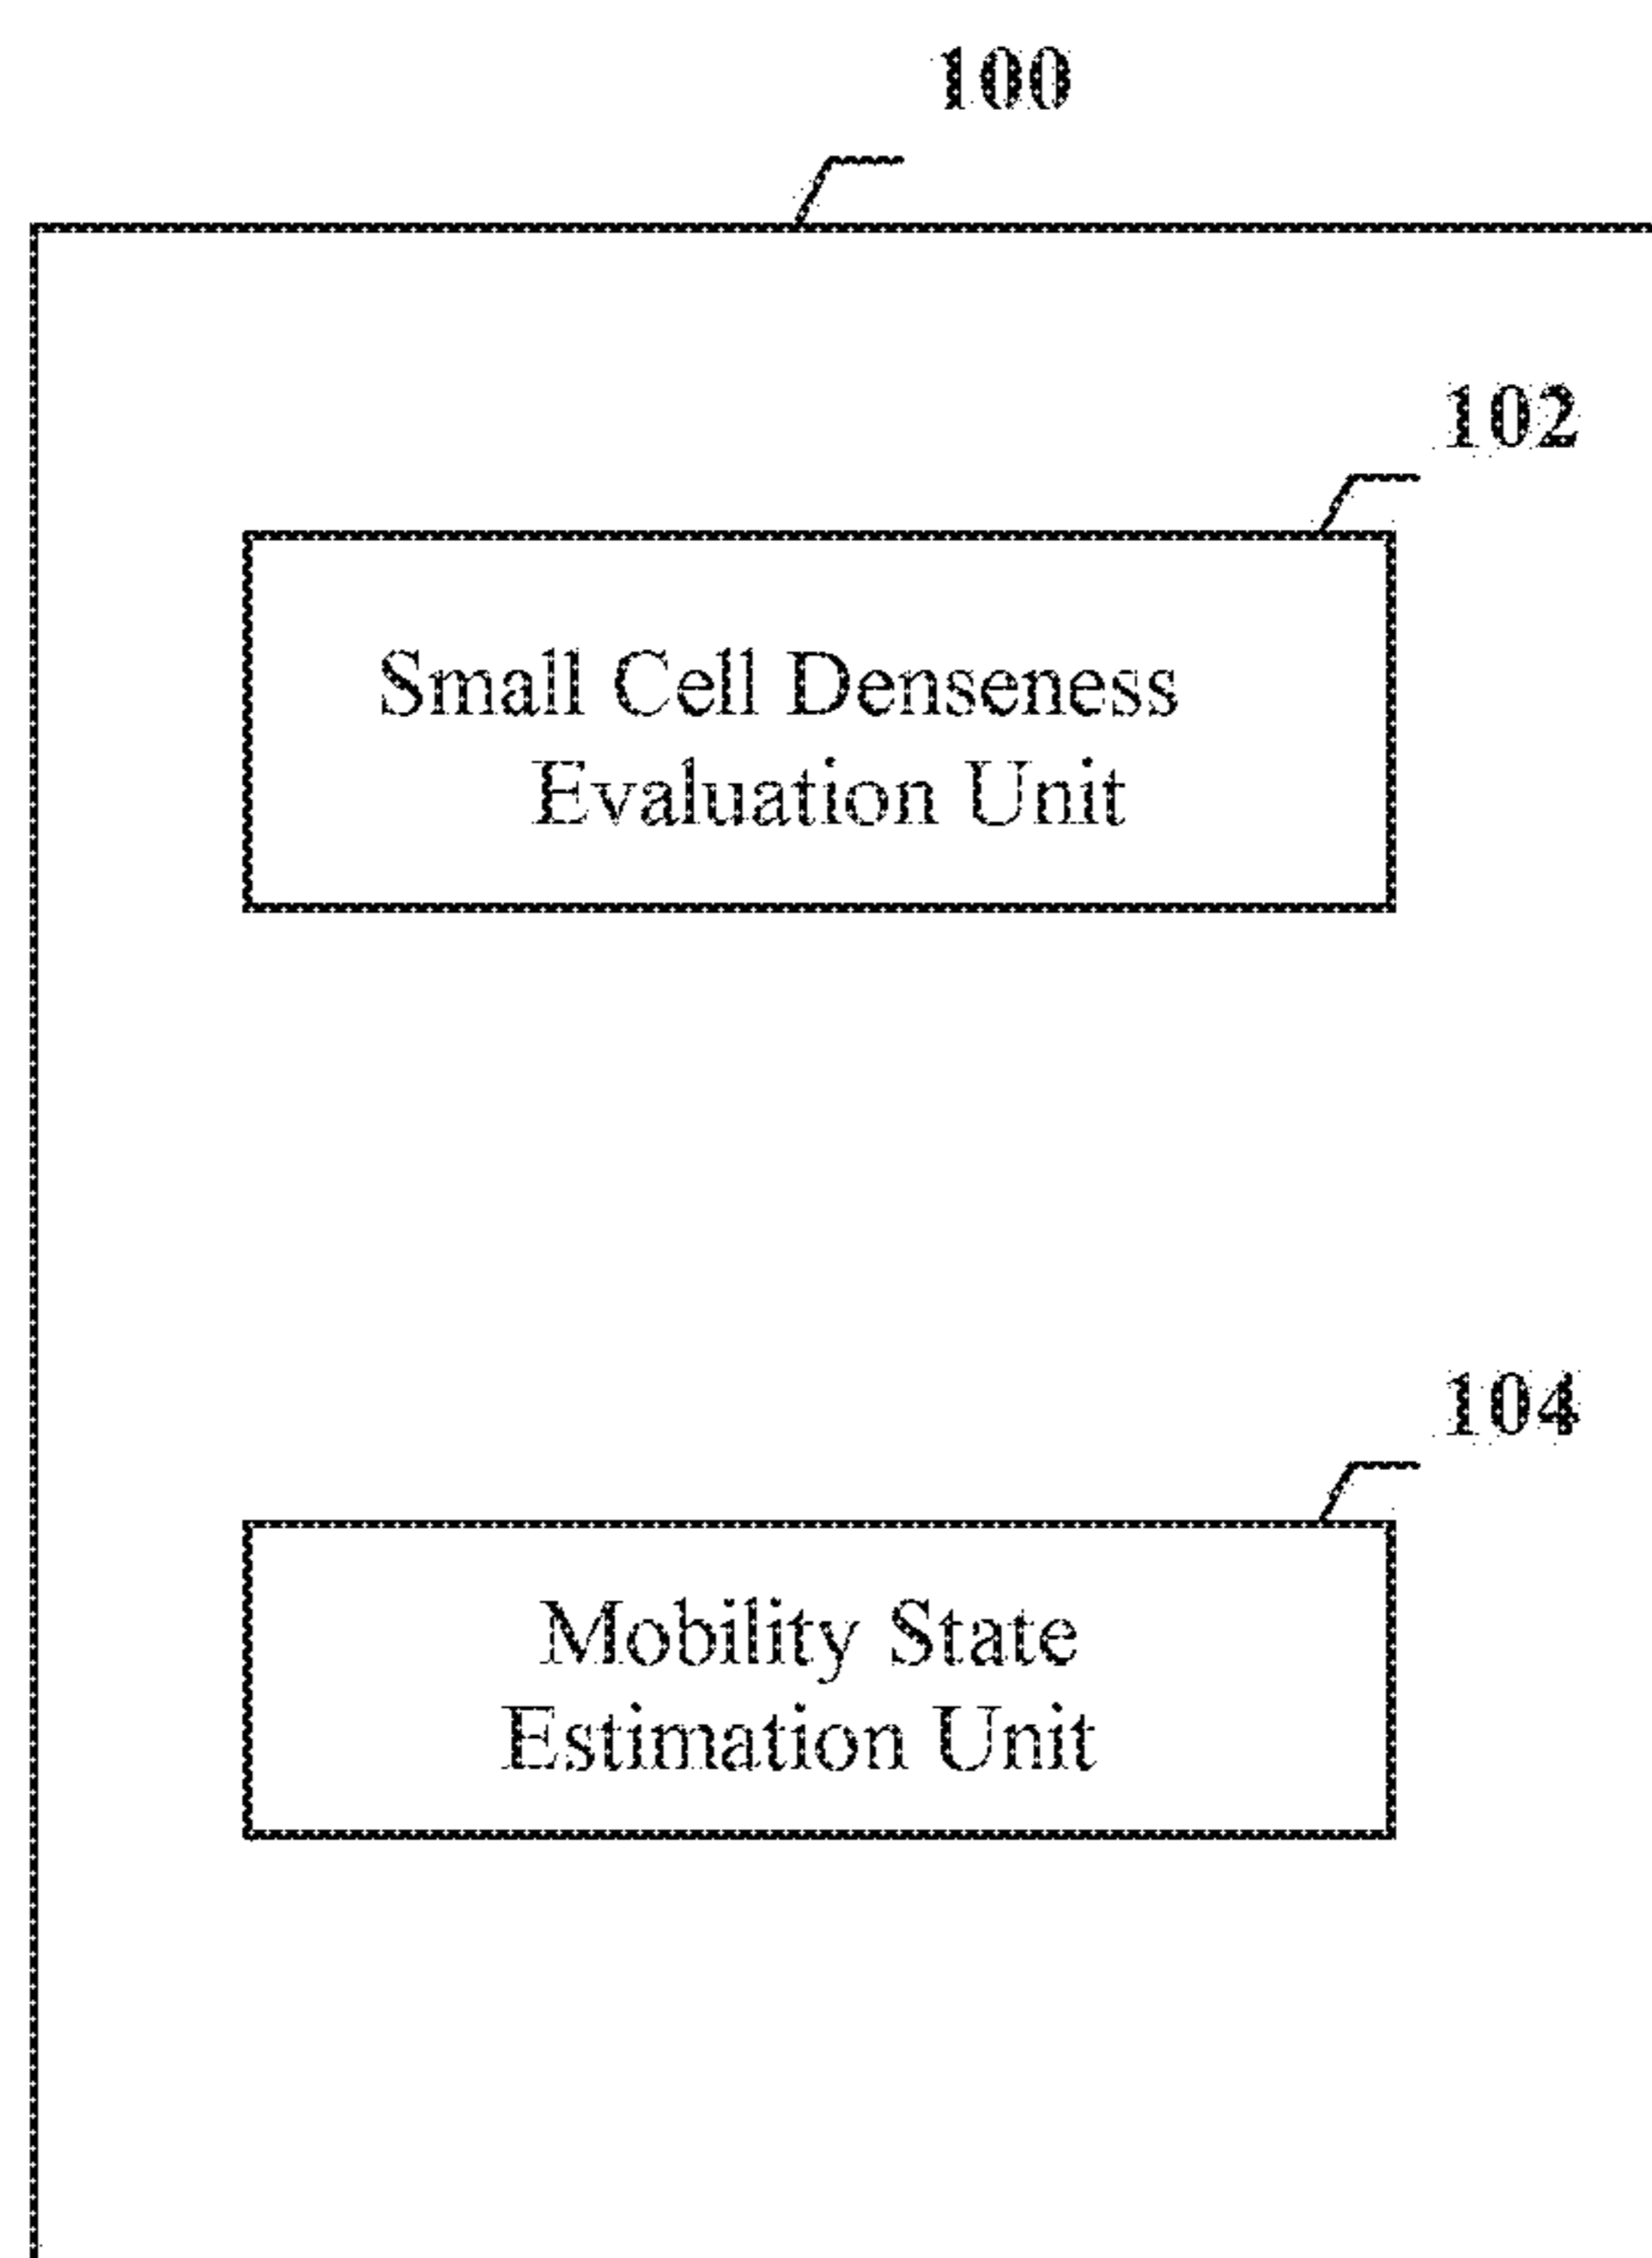 100
102
Small Cell Denseness
Evaluation Unit
104
Mobility State
Estimation Unit